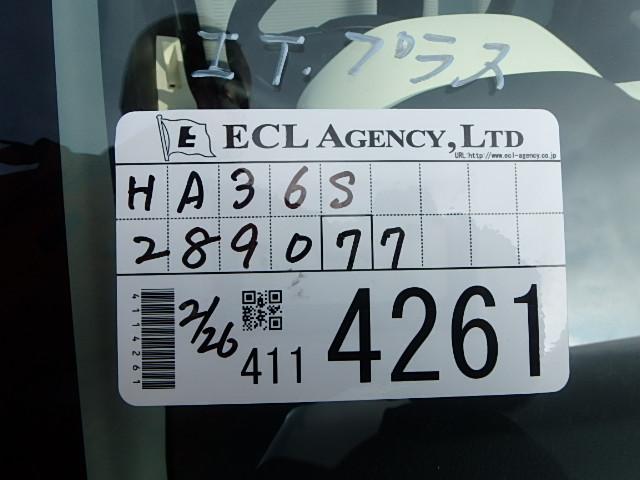 エT.プラス
E ECL AGENCY, LTD
URL:http://www.ecl-agency.co.jp
HA36S
289077
4114261
2/26
411 4261